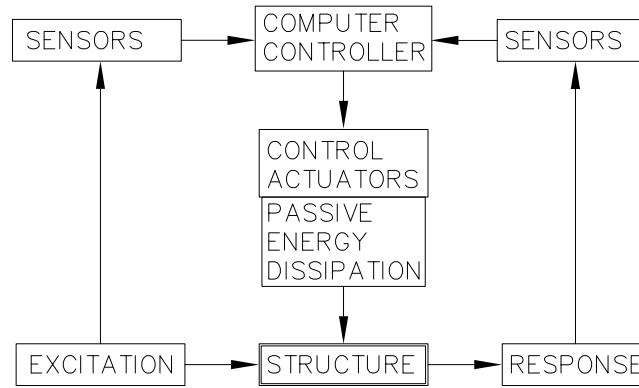 SENSORS
COMPUTER
CONTROLLER
SENSORS
CONTROL
ACTUATORS
PASSIVE
ENERGY
DISSIPATION
EXCITATION
STRUCTURE
RESPONSE